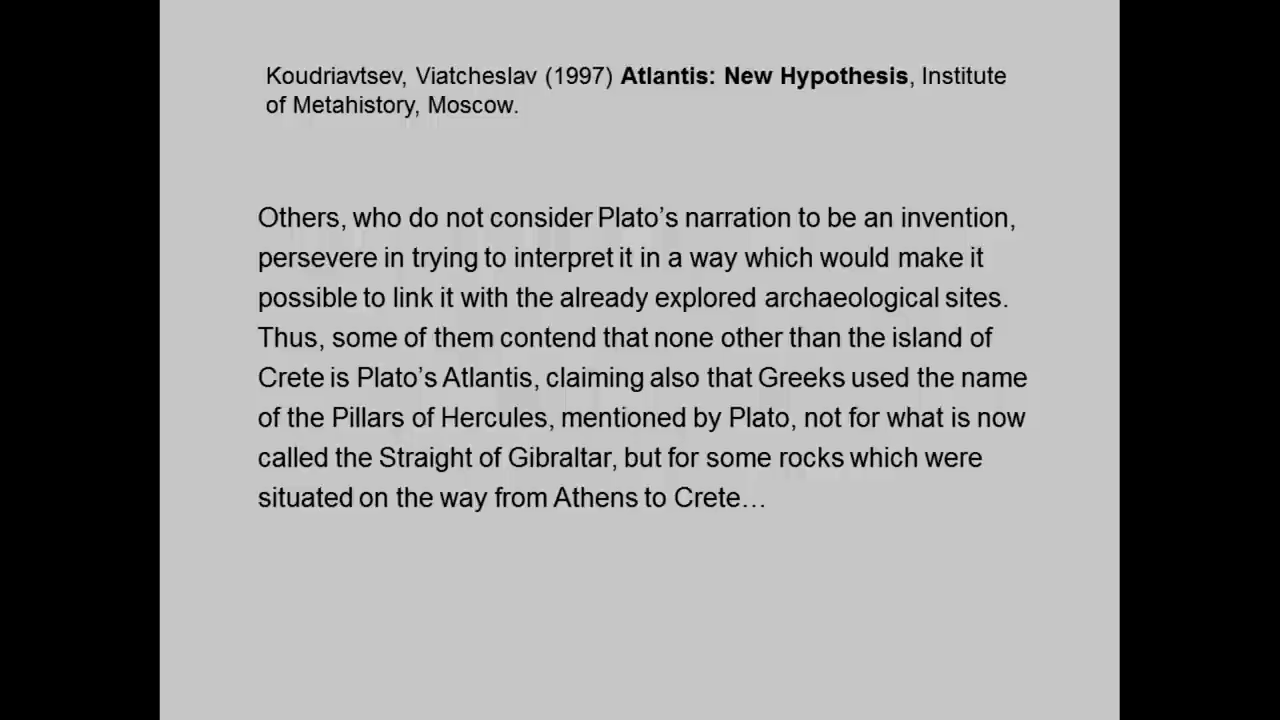 Koudriavtsev, Viatcheslav (1997) Atlantis: New Hypothesis, Institute
of Metahistory, Moscow.
Others, who do not consider Plato’s narration to be an invention,
persevere in trying to interpret it in a way which would make it
possible to link it with the already explored archaeological sites.
Thus, some of them contend that none other than the island of
Crete is Plato’s Atlantis, claiming also that Greeks used the name
of the Pillars of Hercules, mentioned by Plato, not for what is now
called the Straight of Gibraltar, but for some rocks which were
situated on the way from Athens to Crete…